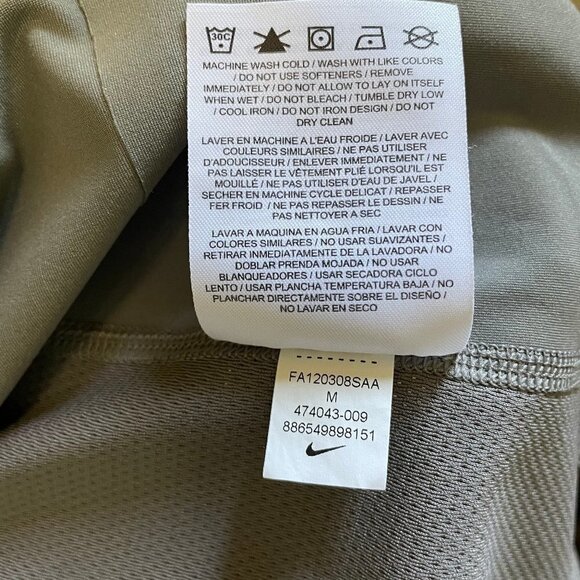 30C
MACHINE WASH COLD / WASH WITH LIKE COLORS
/ DO NOT USE SOFTENERS / REMOVE
IMMEDIATELY / DO NOT ALLOW TO LAY ON ITSELF
WHEN WET / DO NOT BLEACH / TUMBLE DRY LOW
/ COOL IRON / DO NOT IRON DESIGN / DO NOT
DRY CLEAN
LAVER EN MACHINE A L'EAU FROIDE / LAVER AVEC
COULEURS SIMILAIRES / NE PAS UTILISER
D'ADOUCISSEUR / ENLEVER IMMEDIATEMENT / NE
PAS LAISSER LE VÊTEMENT PLIÉ LORSQU'IL EST
MOUILLÉ / NE PAS UTILISER D'EAU DE JAVEL /
SECHER EN MACHINE CYCLE DELICAT / REPASSER
FER FROID / NE PAS REPASSER LE DESSIN / NE
PAS NETTOYER A SEC
LAVAR A MAQUINA EN AGUA FRIA / LAVAR CON
COLORES SIMILARES / NO USAR SUAVIZANTES /
RETIRAR INMEDIATAMENTE DE LA LAVADORA / NO
DOBLAR PRENDA MOJADA / NO USAR
BLANQUEADORES / USAR SECADORA CICLO
LENTO / USAR PLANCHA TEMPERATURA BAJA / NO
PLANCHAR DIRECTAMENTE SOBRE EL DISEÑO /
NO LAVAR EN SECO
FA120308SAA
M
474043-009
886549898151